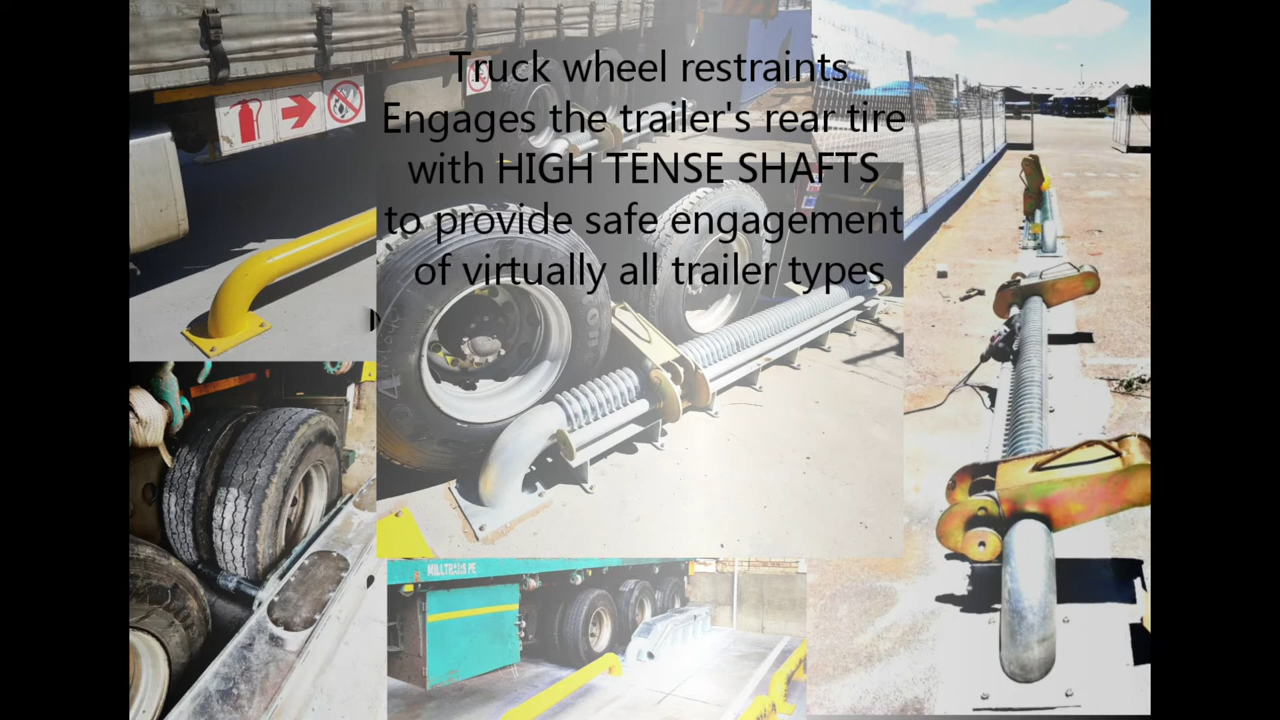 Truck wheel restraints
Engages the trailer's rear tire
with HIGH TENSE SHAFTS
to provide safe engagement
of virtually all trailer types
MILLTRANS PE